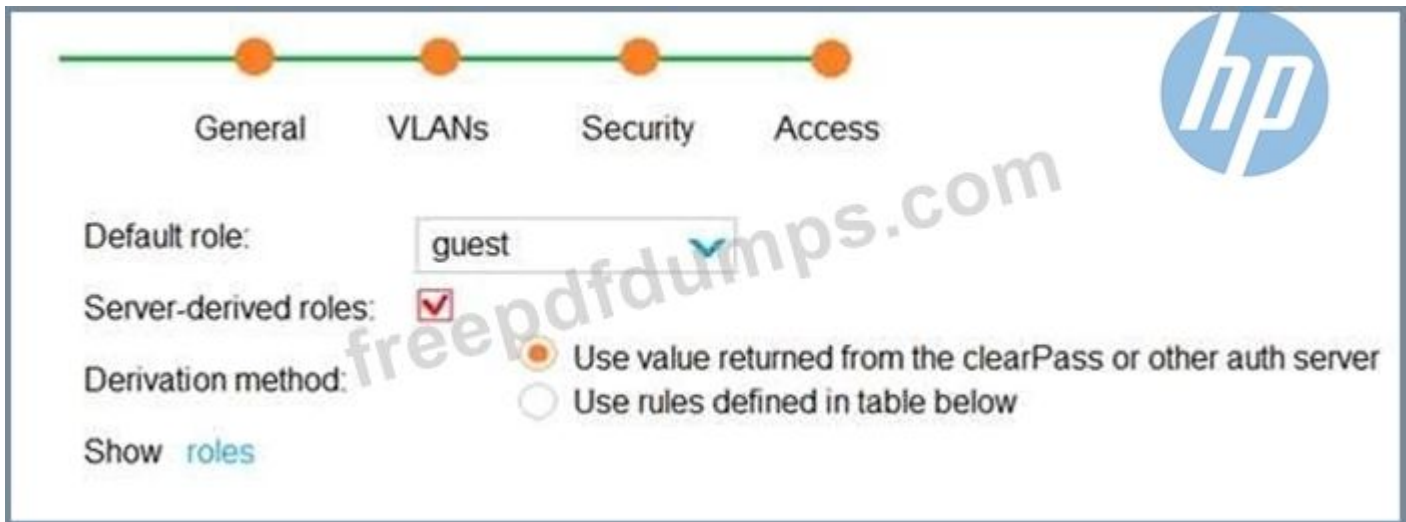 hp
General VLANs Security Access
Default role: guest
Server-derived roles:
Derivation method: Use value returned from the clearPass or other auth server
Use rules defined in table below
Show roles
freepdfdumps.com